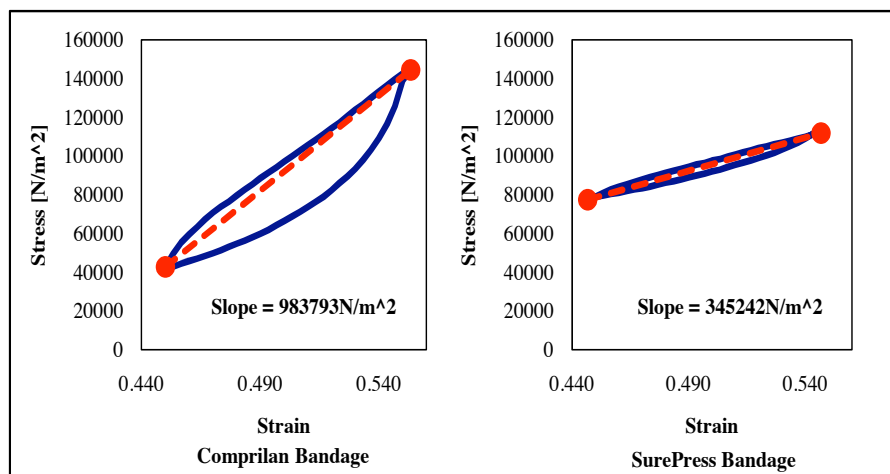 160000
140000
120000
100000
80000
60000
40000
20000
0
Stress [N/m^2]
Slope = 983793N/m^2
0.440 0.490 0.540
Strain
Comprilan Bandage
160000
140000
120000
100000
80000
60000
40000
20000
0
Stress [N/m^2]
Slope = 345242N/m^2
0.440 0.490 0.540
Strain
SurePress Bandage